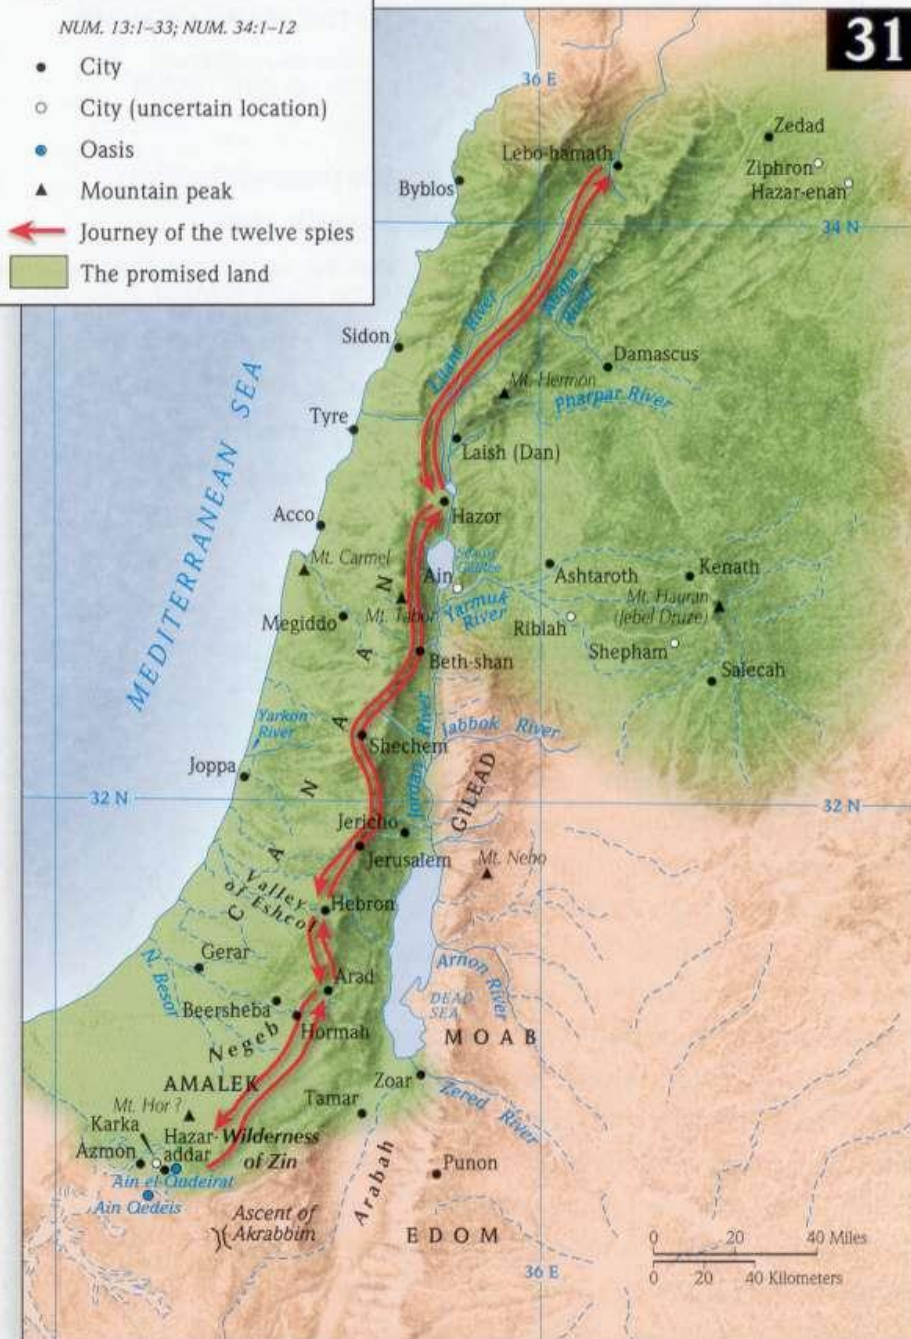 NUM. 13:1–33; NUM. 34:1–12
City
City (uncertain location)
Oasis
Mountain peak
Journey of the twelve spies
The promised land
31
36 E
Zedad
Lebo-hamath
Ziphron
Hazar-enan
Byblos
34 N
Litani River
Abana River
Sidon
Damascus
Mt. Hermon
Pharpar River
MEDITERRANEAN SEA
Tyre
Laish (Dan)
Hazor
Acco
Mt. Carmel
Sea of
Galilee
Ain
Ashtaroth
Kenath
Mt. Tabor
Yarmuk
River
Mt. Hauran
(Jebel Druze)
Megiddo
Riblah
Shepham
Beth-shan
Salecah
CANAAN
Yarkon
River
Jordan River
Jabbok River
Shechem
Joppa
GILEAD
32 N
32 N
Jericho
Jerusalem
Mt. Nebo
Valley
of Eshcol
Hebron
Gerar
N. Besor
Arad
Arnon River
DEAD
SEA
Beersheba
Hormah
Negeb
MOAB
AMALEK
Zoar
Zered River
Mt. Hor ?
Tamar
Karka
Hazar-
addar
Wilderness
of Zin
Azmon
Ain el-Qudeirat
Ain Qedeis
Arabah
Punon
Ascent of
Akrabbim
EDOM
0 20 40 Miles
0 20 40 Kilometers
36 E